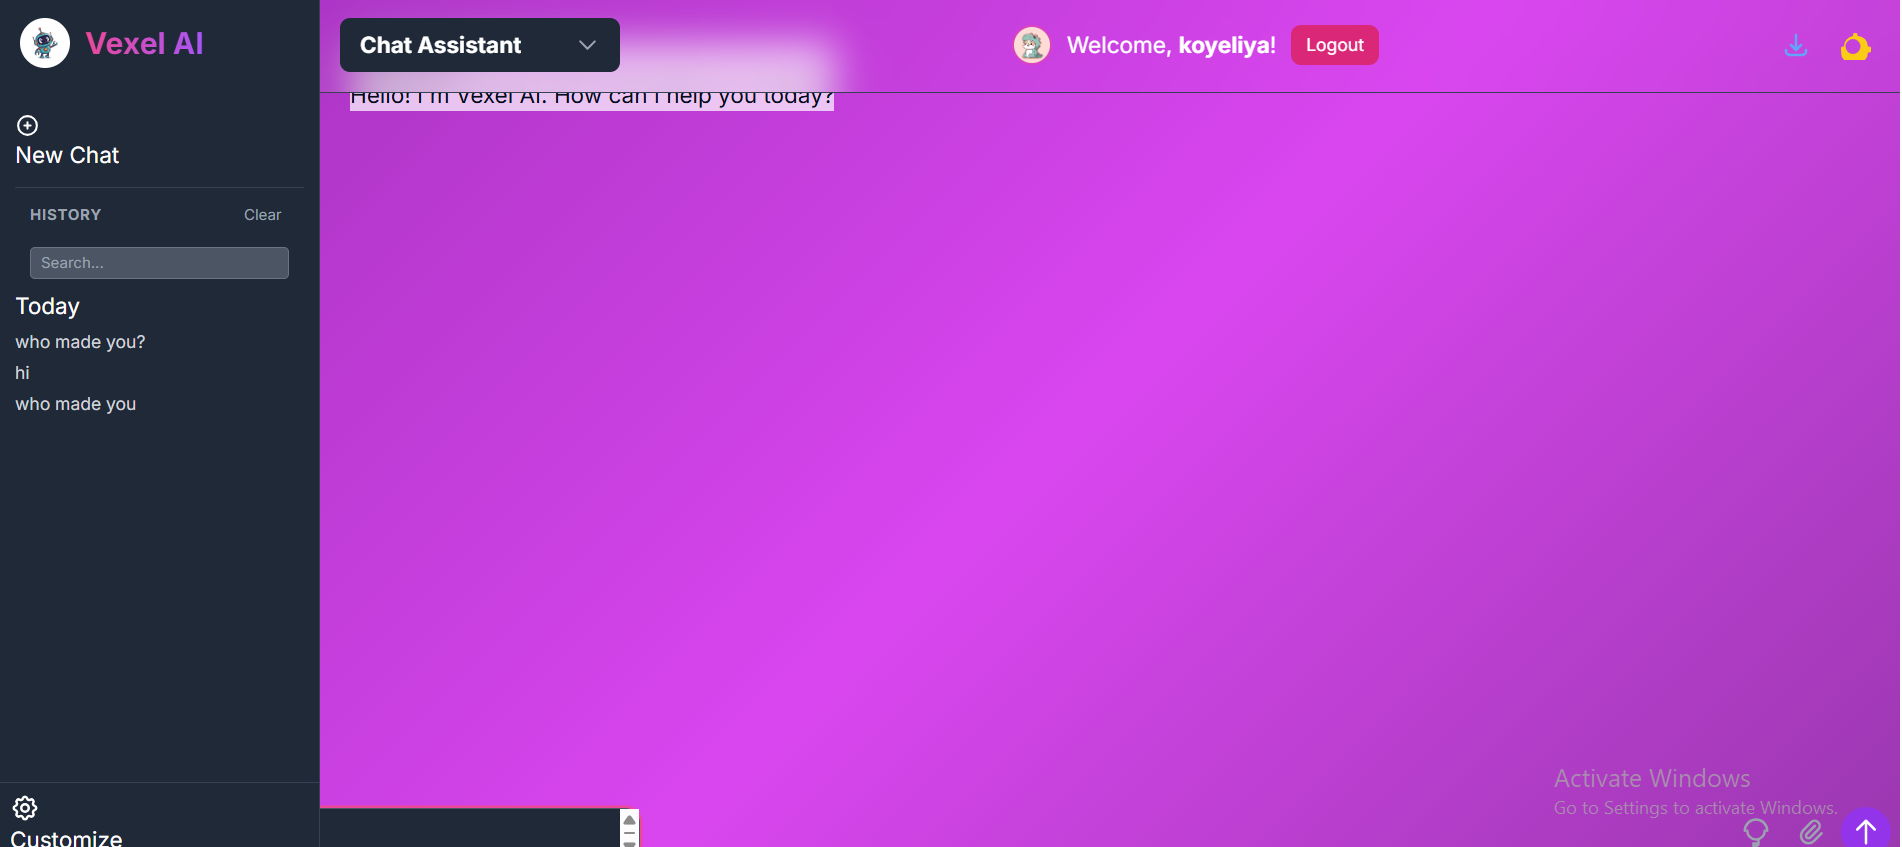 Vexel AI
Chat Assistant
Welcome, koyeliya!
Logout
Hello! I'm Vexel AI. How can I help you today?
New Chat
HISTORY
Clear
Search...
Today
who made you?
hi
who made you
Activate Windows
Go to Settings to activate Windows.
Customize